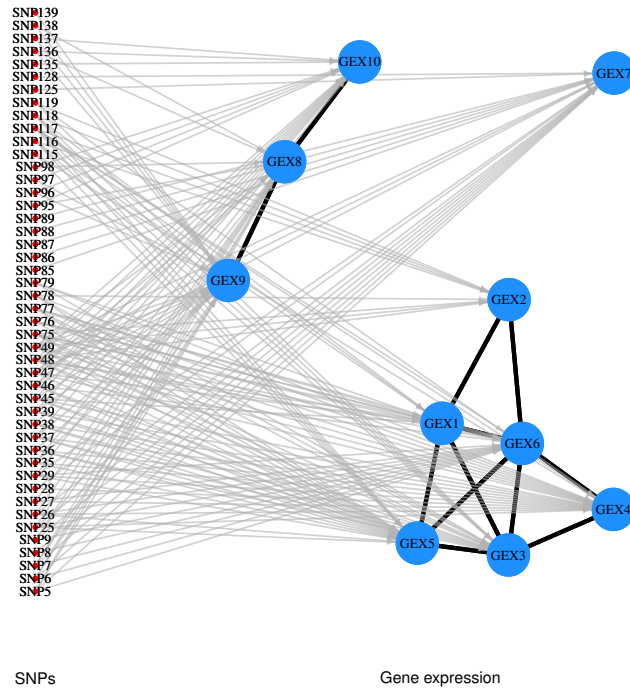 SNP139
SNP138
SNP137
SNP136
SNP135
SNP128
SNP125
SNP119
SNP118
SNP117
SNP116
SNP115
SNP98
SNP97
SNP96
SNP95
SNP89
SNP88
SNP87
SNP86
SNP85
SNP79
SNP78
SNP77
SNP76
SNP75
SNP49
SNP48
SNP47
SNP46
SNP45
SNP39
SNP38
SNP37
SNP36
SNP35
SNP29
SNP28
SNP27
SNP26
SNP25
SNP9
SNP8
SNP7
SNP6
SNP5
GEX10
GEX7
GEX8
GEX9
GEX2
GEX1
GEX6
GEX4
GEX5
GEX3
SNPs
Gene expression